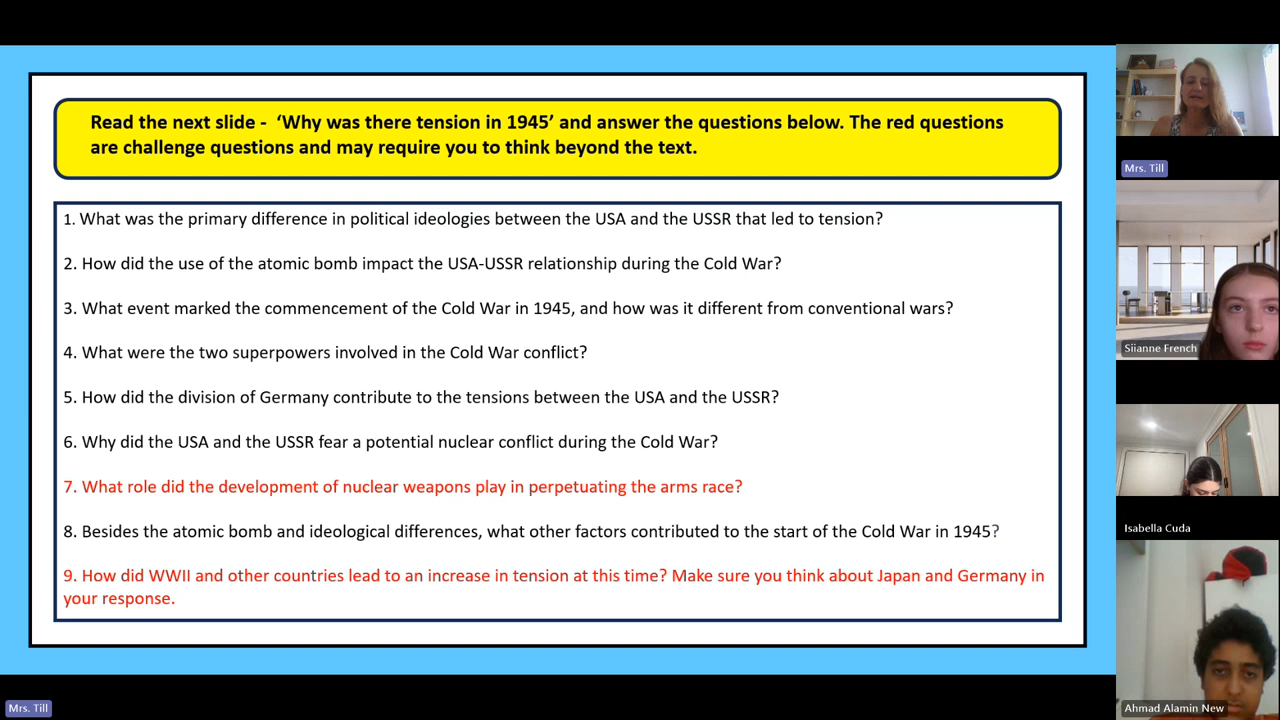 Read the next slide -  ‘Why was there tension in 1945’ and answer the questions below. The red questions
are challenge questions and may require you to think beyond the text.
1. What was the primary difference in political ideologies between the USA and the USSR that led to tension?
2. How did the use of the atomic bomb impact the USA-USSR relationship during the Cold War?
3. What event marked the commencement of the Cold War in 1945, and how was it different from conventional wars?
4. What were the two superpowers involved in the Cold War conflict?
5. How did the division of Germany contribute to the tensions between the USA and the USSR?
6. Why did the USA and the USSR fear a potential nuclear conflict during the Cold War?
7. What role did the development of nuclear weapons play in perpetuating the arms race?
8. Besides the atomic bomb and ideological differences, what other factors contributed to the start of the Cold War in 1945?
9. How did WWII and other countries lead to an increase in tension at this time? Make sure you think about Japan and Germany in
your response.
Mrs. Till
Mrs. Till
Siianne French
Isabella Cuda
Ahmad Alamin New